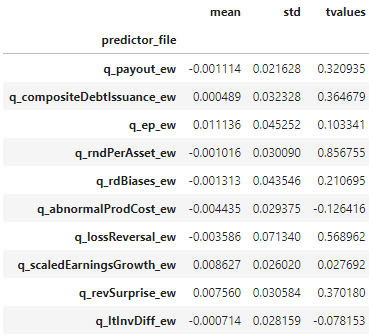 mean std tvalues
predictor_file
q_payout_ew -0.001114 0.021628 0.320935
q_compositeDebtIssuance_ew 0.000489 0.032328 0.364679
q_ep_ew 0.011136 0.045252 0.103341
q_rndPerAsset_ew -0.001016 0.030090 0.856755
q_rdBiases_ew -0.001313 0.043546 0.210695
q_abnormalProdCost_ew -0.004435 0.029375 -0.126416
q_lossReversal_ew -0.003586 0.071340 0.568962
q_scaledEarningsGrowth_ew 0.008627 0.026020 0.027692
q_revSurprise_ew 0.007560 0.030584 0.370180
q_ltInvDiff_ew -0.000714 0.028159 -0.078153